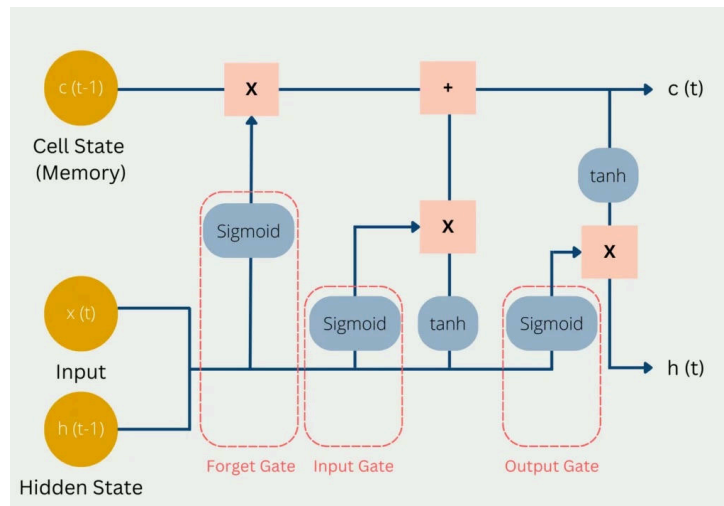 c (t-1)
X
+
c (t)
Cell State
(Memory)
tanh
Sigmoid
X
X
x (t)
Sigmoid
tanh
Sigmoid
Input
h (t)
h (t-1)
Forget Gate
Input Gate
Output Gate
Hidden State